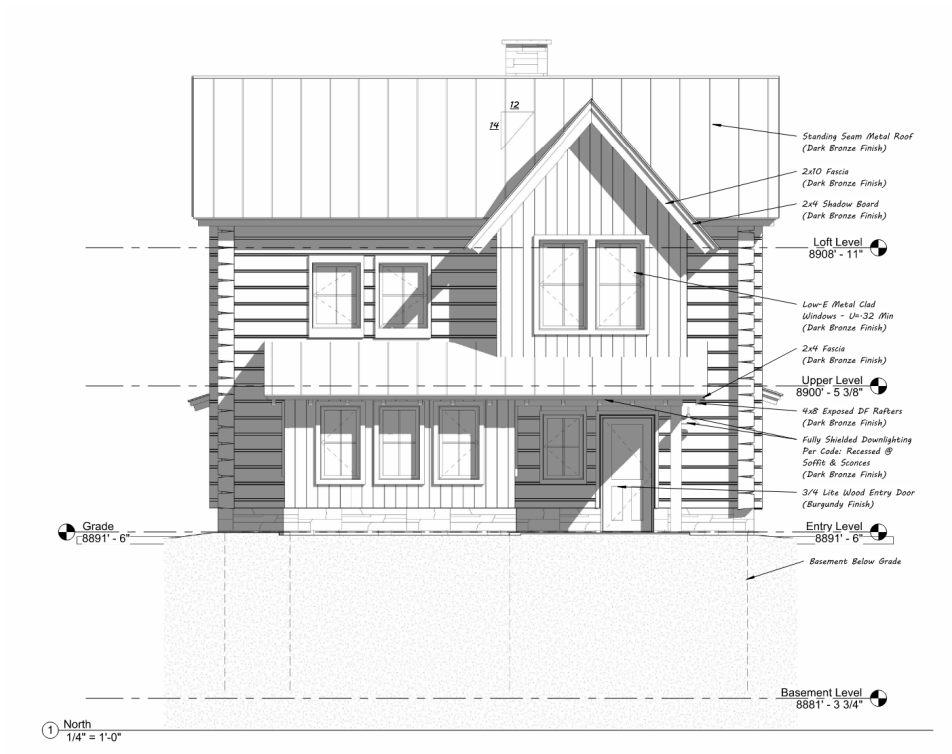 12
14
Standing Seam Metal Roof
(Dark Bronze Finish)
2x10 Fascia
(Dark Bronze Finish)
2x4 Shadow Board
(Dark Bronze Finish)
Loft Level
8908' - 11"
Low-E Metal Clad
Windows - U=.32 Min
(Dark Bronze Finish)
2x4 Fascia
(Dark Bronze Finish)
Upper Level
8900' - 5 3/8"
4x8 Exposed DF Rafters
(Dark Bronze Finish)
Fully Shielded Downlighting
Per Code: Recessed @
Soffit & Sconces
(Dark Bronze Finish)
3/4 Lite Wood Entry Door
(Burgundy Finish)
Grade
8891' - 6"
Entry Level
8891' - 6"
Basement Below Grade
Basement Level
8881' - 3 3/4"
1
North
1/4" = 1'-0"